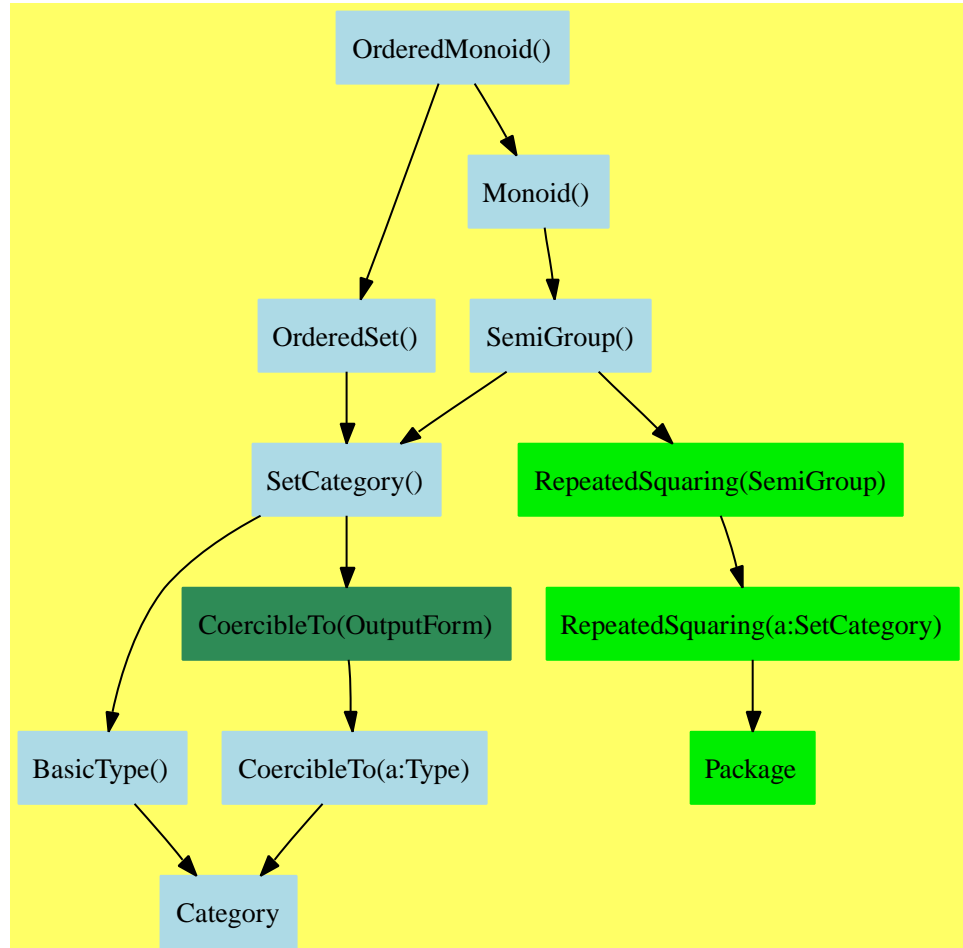 OrderedMonoid()
Monoid()
OrderedSet()
SemiGroup()
SetCategory()
RepeatedSquaring(SemiGroup)
CoercibleTo(OutputForm)
RepeatedSquaring(a:SetCategory)
BasicType()
CoercibleTo(a:Type)
Package
Category